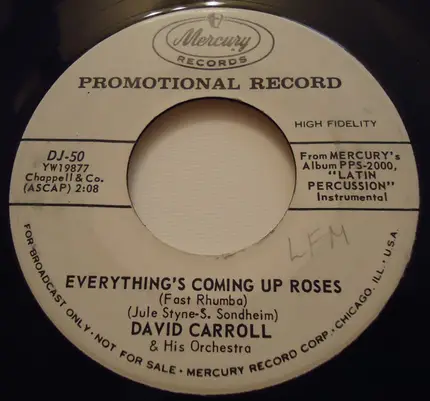 Mercury
RECORDS
PROMOTIONAL RECORD
HIGH FIDELITY
DJ-50
YW19877
Chappell & Co.
(ASCAP) 2:08
From MERCURY's
Album PPS-2000,
"LATIN
PERCUSSION"
Instrumental
LFM
EVERYTHING'S COMING UP ROSES
(Fast Rhumba)
(Jule Styne-S. Sondheim)
DAVID CARROLL
& His Orchestra
FOR BROADCAST ONLY • NOT FOR SALE • MERCURY RECORD CORP., CHICAGO, ILL., U.S.A.